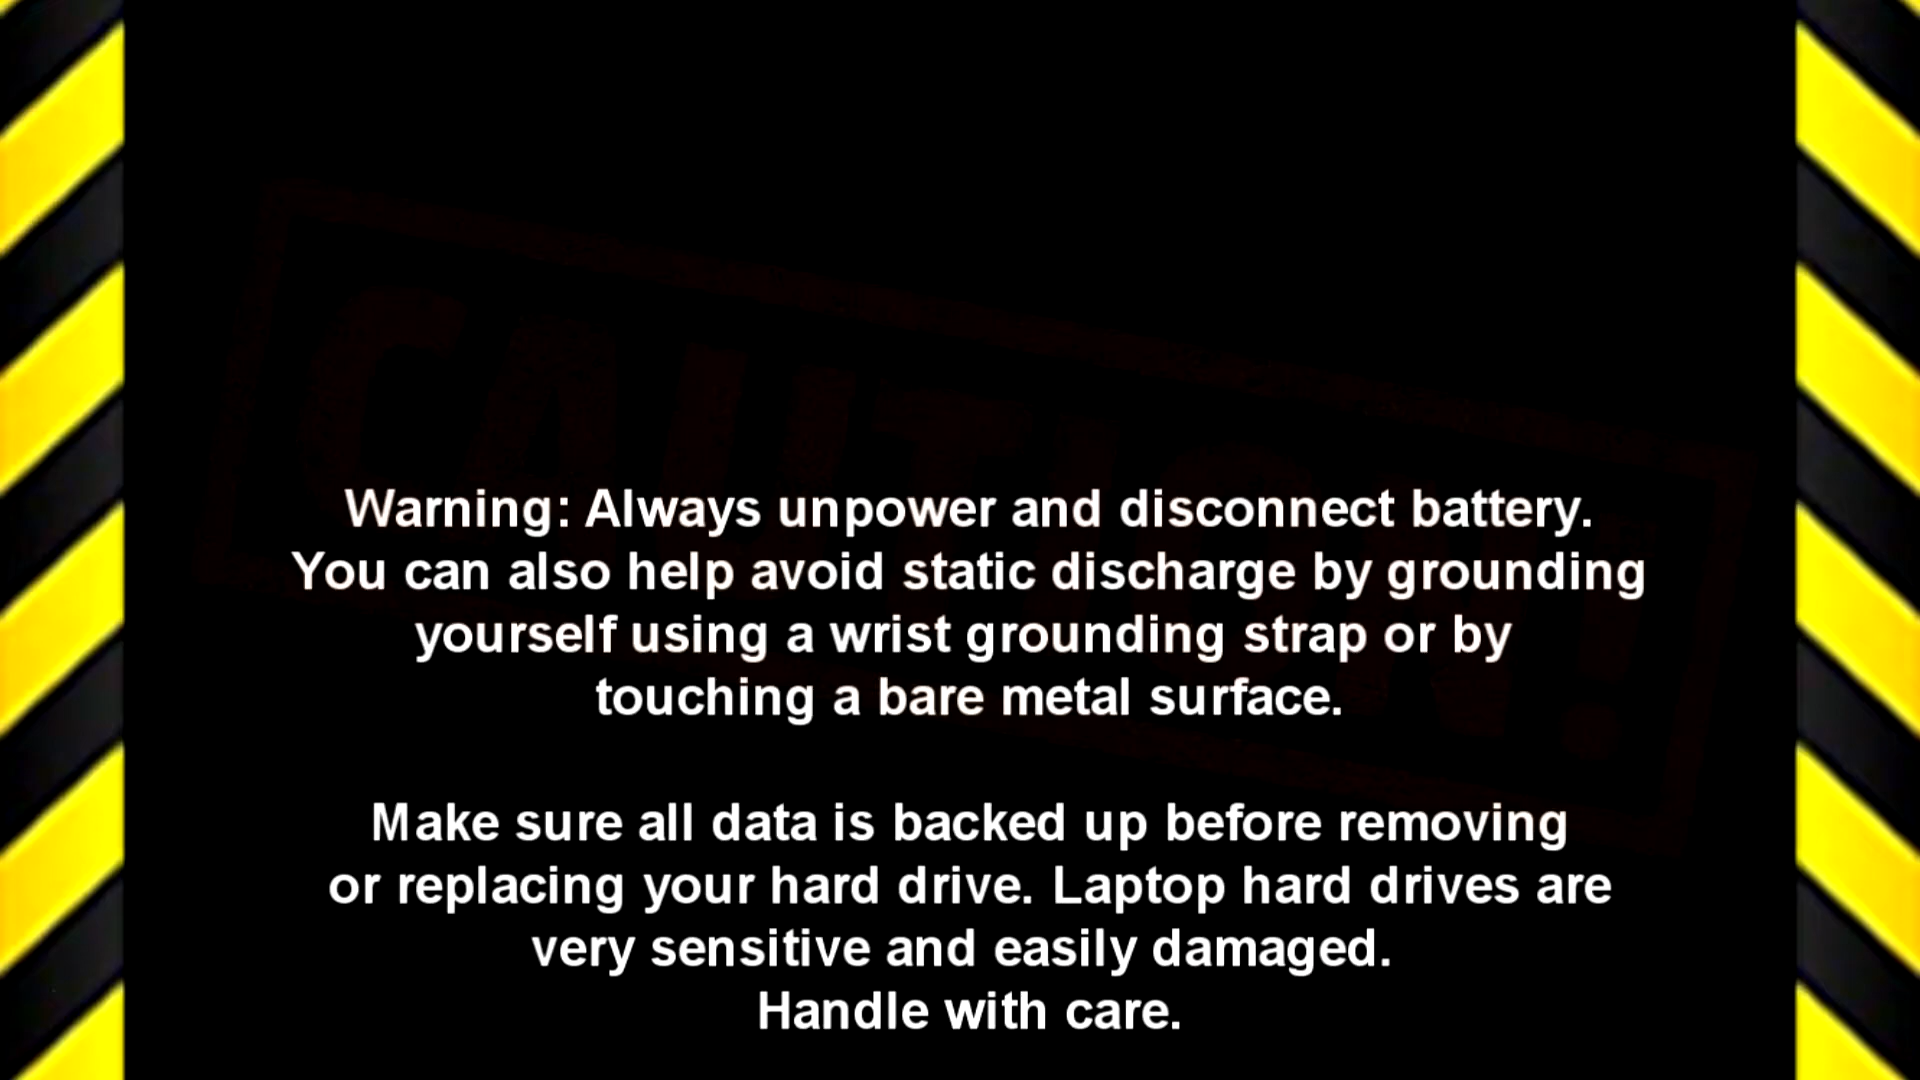 CAUTION!
Warning: Always unpower and disconnect battery.
You can also help avoid static discharge by grounding
yourself using a wrist grounding strap or by
touching a bare metal surface.
Make sure all data is backed up before removing
or replacing your hard drive. Laptop hard drives are
very sensitive and easily damaged.
Handle with care.